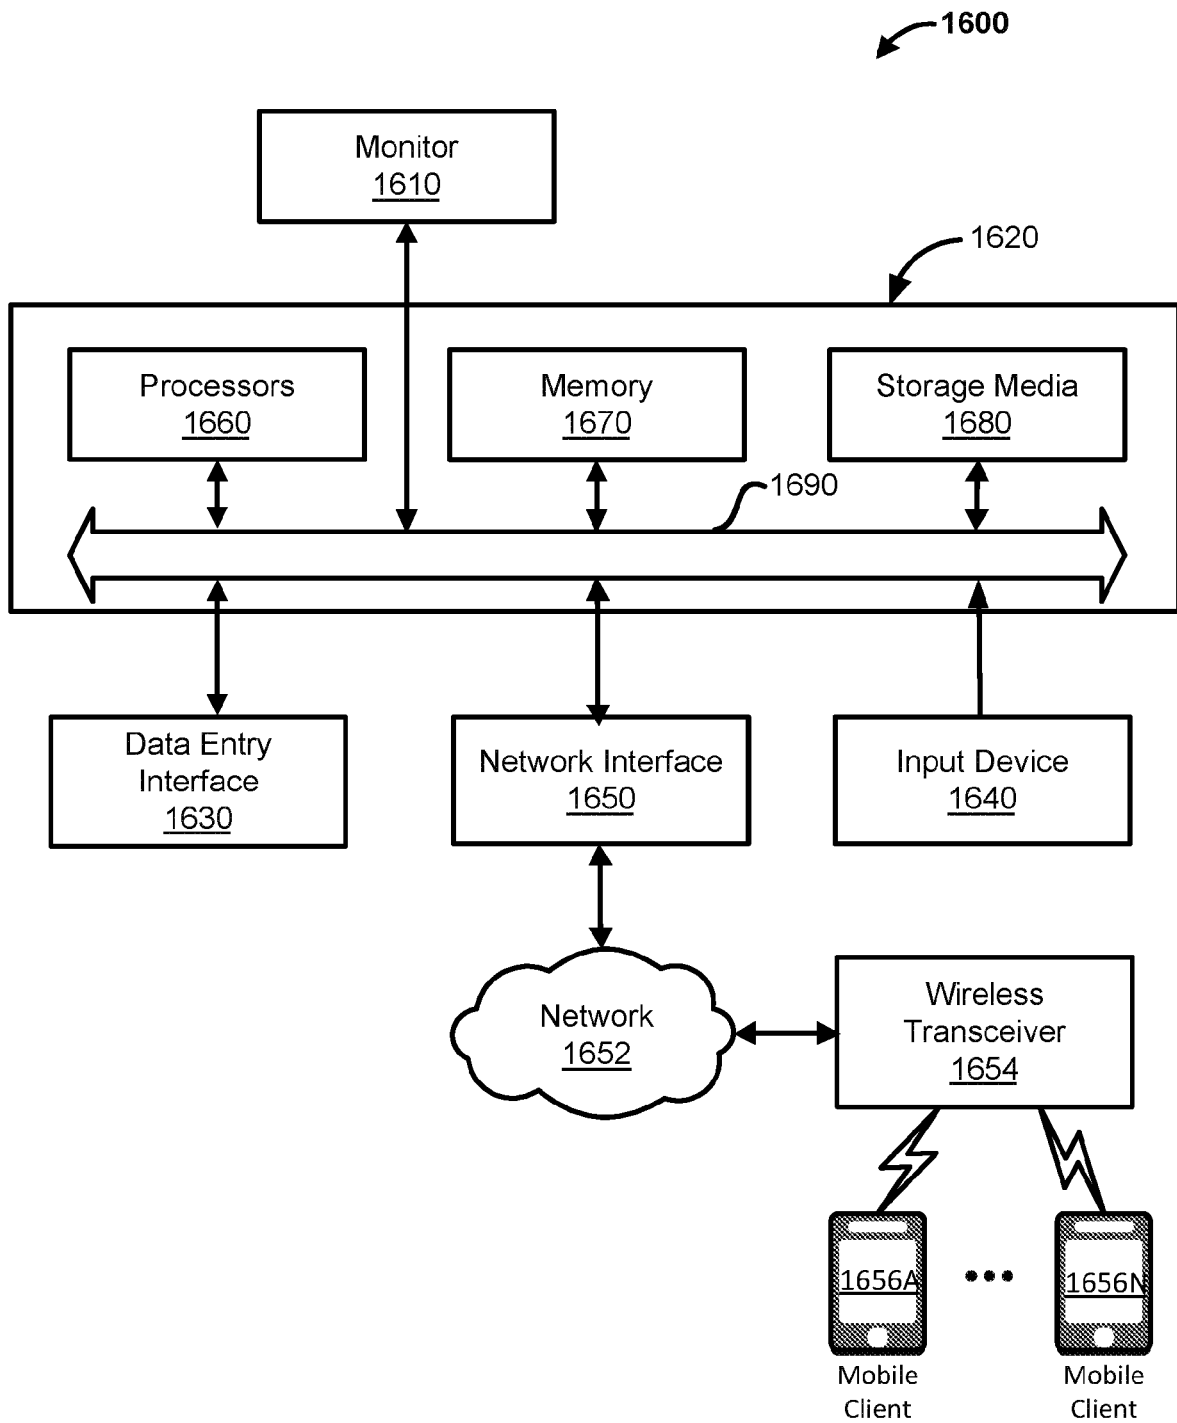 1600
Monitor
1610
1620
Processors
1660
Memory
1670
Storage Media
1680
1690
Data Entry
Interface
1630
Network Interface
1650
Input Device
1640
Network
1652
Wireless
Transceiver
1654
1656A
1656N
Mobile
Client
Mobile
Client